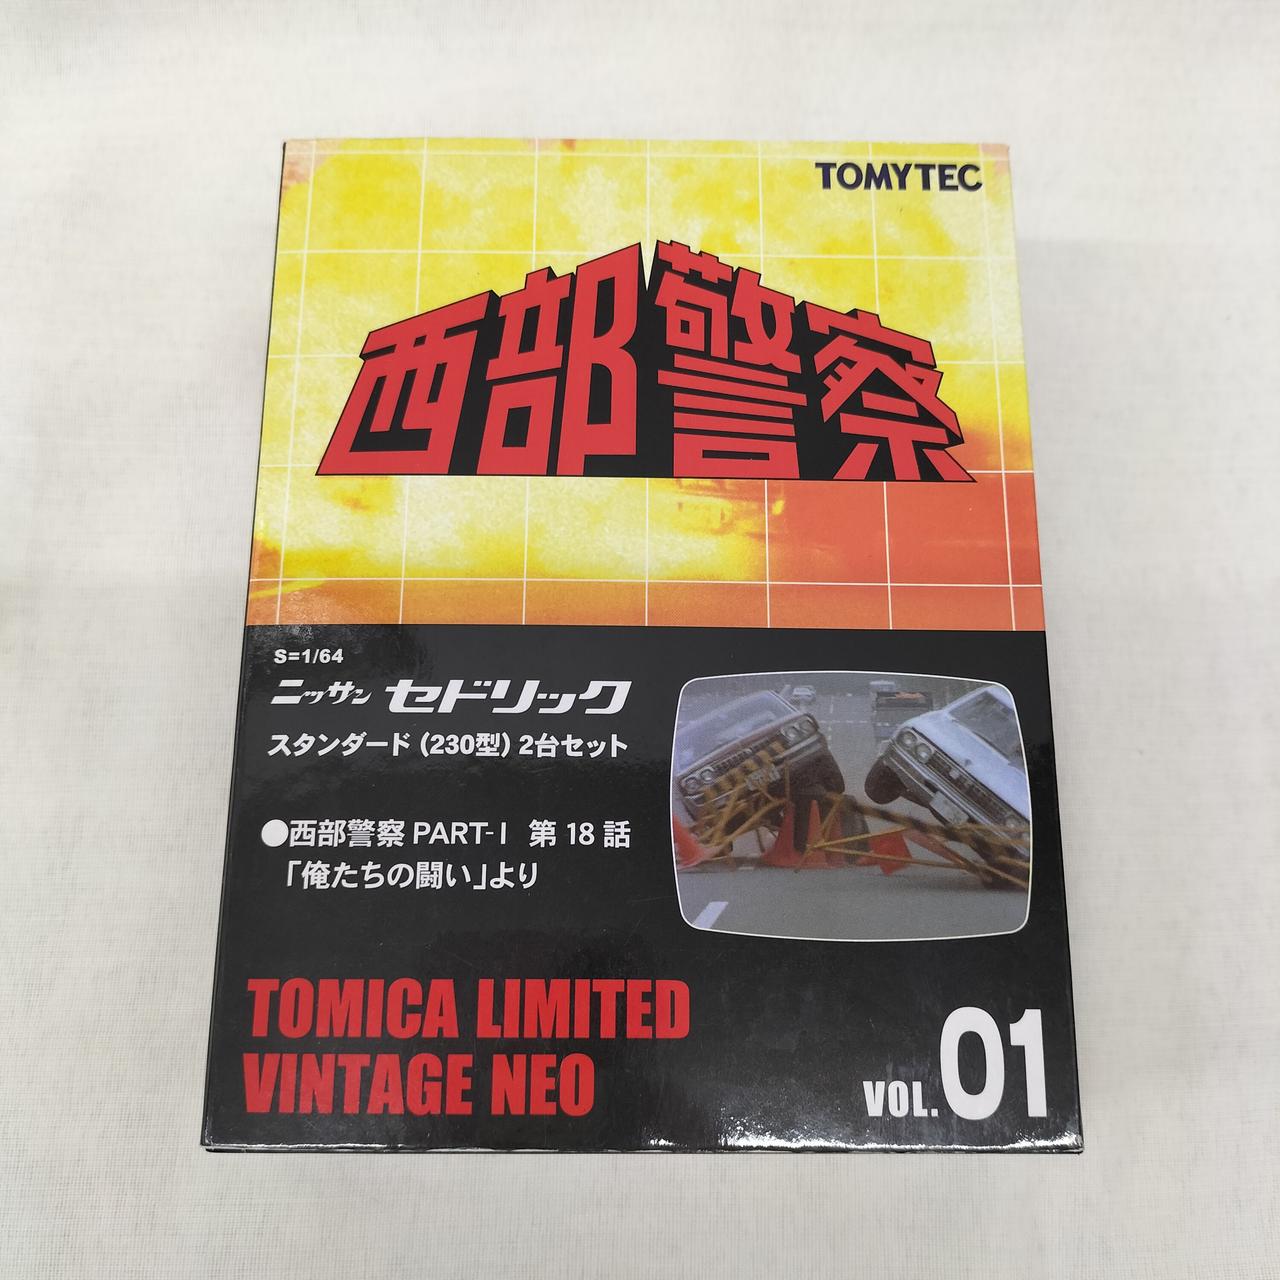 TOMYTEC
西部警察
S=1/64
ニッサン セドリック
スタンダード（230型）2台セット
●西部警察 PART-I 第18話
「俺たちの闘い」より
TOMICA LIMITED
VINTAGE NEO
VOL.01